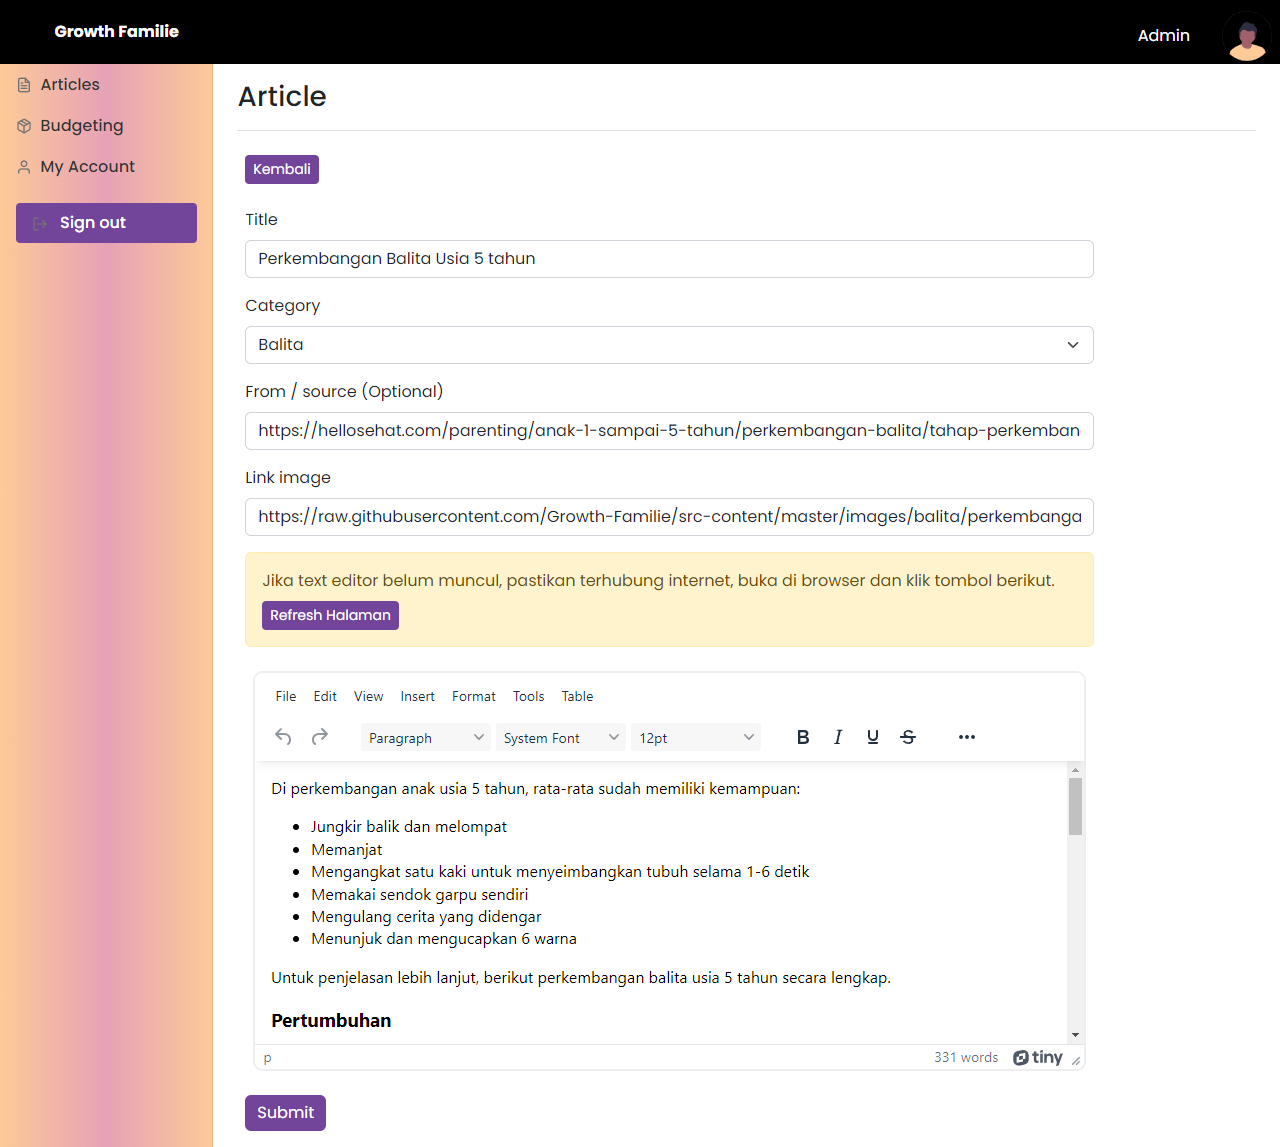 Growth Familie
Admin
Articles
Budgeting
My Account
Sign out
Article
Kembali
Title
Perkembangan Balita Usia 5 tahun
Category
Balita
From / source (Optional)
https://hellosehat.com/parenting/anak-1-sampai-5-tahun/perkembangan-balita/tahap-perkemban
Link image
https://raw.githubusercontent.com/Growth-Familie/src-content/master/images/balita/perkembanga
Jika text editor belum muncul, pastikan terhubung internet, buka di browser dan klik tombol berikut.
Refresh Halaman
File Edit View Insert Format Tools Table
Paragraph System Font 12pt B I U S
Di perkembangan anak usia 5 tahun, rata-rata sudah memiliki kemampuan:
• Jungkir balik dan melompat
• Memanjat
• Mengangkat satu kaki untuk menyeimbangkan tubuh selama 1-6 detik
• Memakai sendok garpu sendiri
• Mengulang cerita yang didengar
• Menunjuk dan mengucapkan 6 warna
Untuk penjelasan lebih lanjut, berikut perkembangan balita usia 5 tahun secara lengkap.
Pertumbuhan
p 331 words tiny
Submit